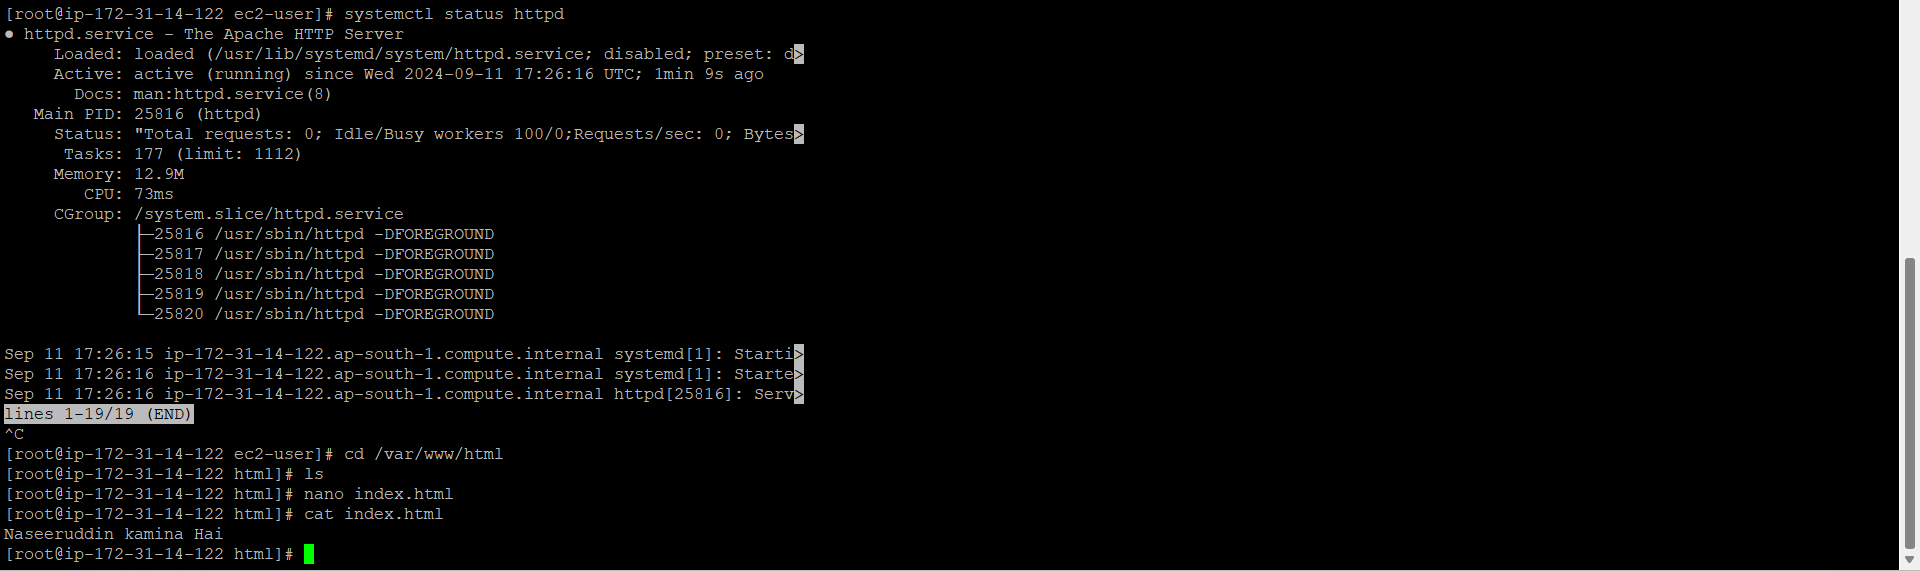 [root@ip-172-31-14-122 ec2-user]# systemctl status httpd
● httpd.service - The Apache HTTP Server
     Loaded: loaded (/usr/lib/systemd/system/httpd.service; disabled; preset: d>
     Active: active (running) since Wed 2024-09-11 17:26:16 UTC; 1min 9s ago
       Docs: man:httpd.service(8)
   Main PID: 25816 (httpd)
     Status: "Total requests: 0; Idle/Busy workers 100/0;Requests/sec: 0; Bytes>
      Tasks: 177 (limit: 1112)
     Memory: 12.9M
        CPU: 73ms
     CGroup: /system.slice/httpd.service
             ├─25816 /usr/sbin/httpd -DFOREGROUND
             ├─25817 /usr/sbin/httpd -DFOREGROUND
             ├─25818 /usr/sbin/httpd -DFOREGROUND
             ├─25819 /usr/sbin/httpd -DFOREGROUND
             └─25820 /usr/sbin/httpd -DFOREGROUND

Sep 11 17:26:15 ip-172-31-14-122.ap-south-1.compute.internal systemd[1]: Starti>
Sep 11 17:26:16 ip-172-31-14-122.ap-south-1.compute.internal systemd[1]: Starte>
Sep 11 17:26:16 ip-172-31-14-122.ap-south-1.compute.internal httpd[25816]: Serv>
lines 1-19/19 (END)
^C
[root@ip-172-31-14-122 ec2-user]# cd /var/www/html
[root@ip-172-31-14-122 html]# ls
[root@ip-172-31-14-122 html]# nano index.html
[root@ip-172-31-14-122 html]# cat index.html
Naseeruddin kamina Hai
[root@ip-172-31-14-122 html]#